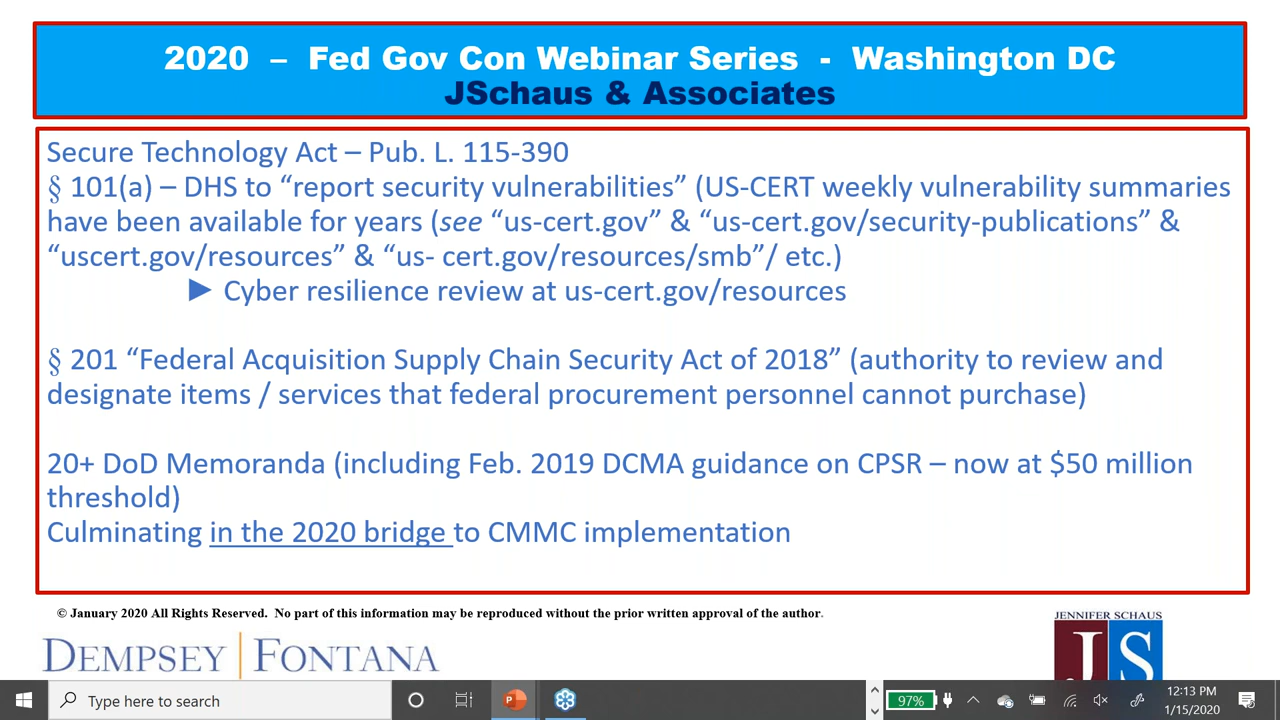 2020 – Fed Gov Con Webinar Series - Washington DC
JSchaus & Associates
Secure Technology Act – Pub. L. 115-390
§ 101(a) – DHS to “report security vulnerabilities” (US-CERT weekly vulnerability summaries
have been available for years (see “us-cert.gov” & “us-cert.gov/security-publications” &
“uscert.gov/resources” & “us- cert.gov/resources/smb”/ etc.)
► Cyber resilience review at us-cert.gov/resources
§ 201 “Federal Acquisition Supply Chain Security Act of 2018” (authority to review and
designate items / services that federal procurement personnel cannot purchase)
20+ DoD Memoranda (including Feb. 2019 DCMA guidance on CPSR – now at $50 million
threshold)
Culminating in the 2020 bridge to CMMC implementation
© January 2020 All Rights Reserved. No part of this information may be reproduced without the prior written approval of the author.
DEMPSEY | FONTANA
JENNIFER SCHAUS
JS
Type here to search
97%
12:13 PM
1/15/2020